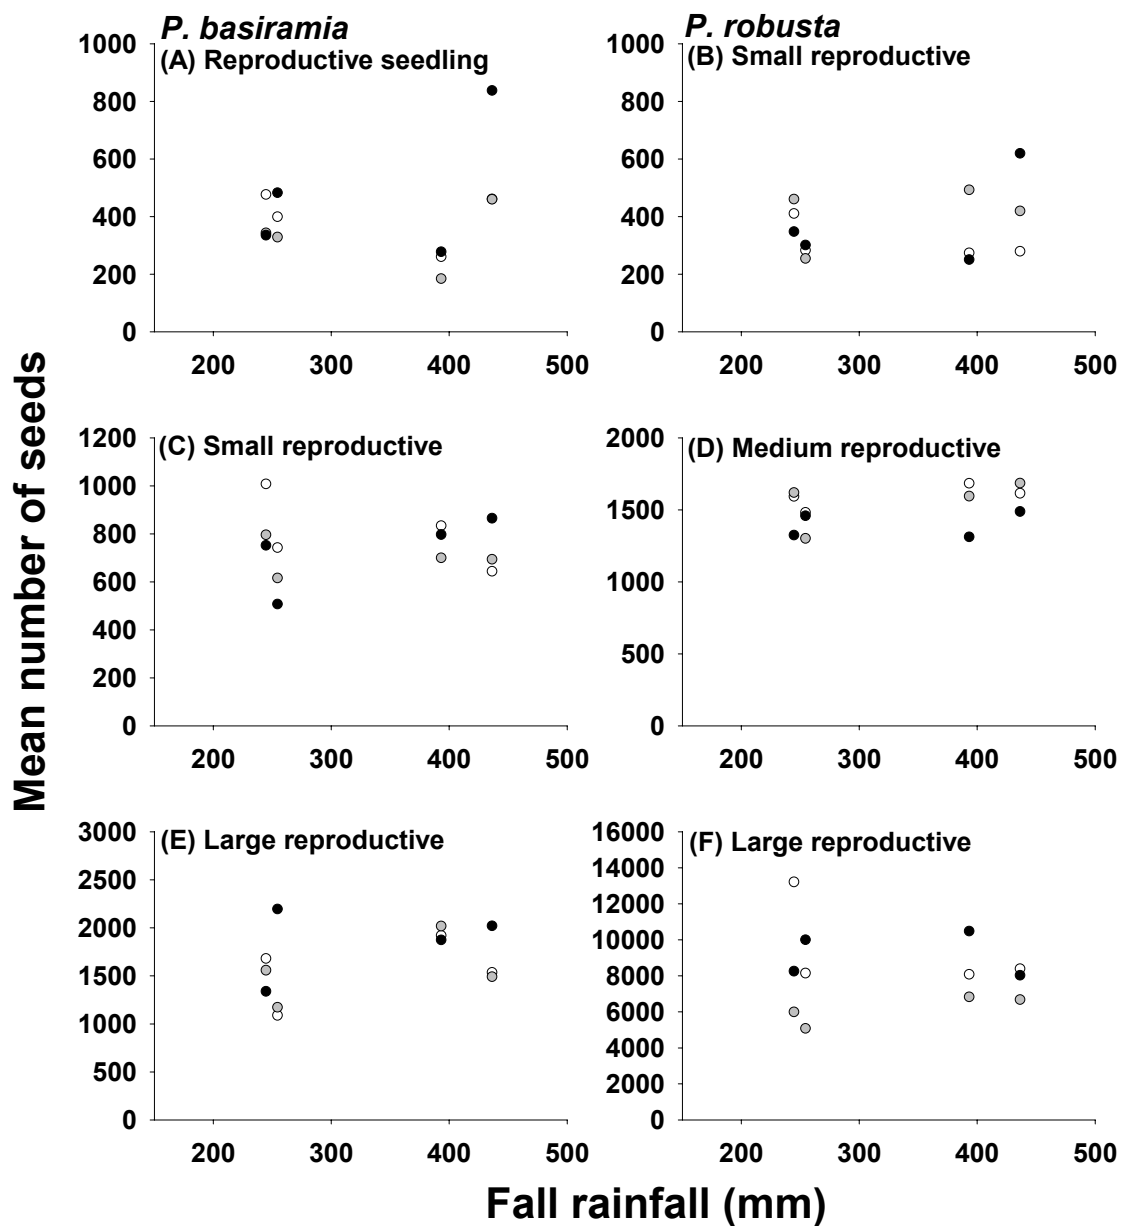 P. basiramia
P. robusta
(A) Reproductive seedling
(B) Small reproductive
1000
800
600
400
200
0
200 300 400 500
1000
800
600
400
200
0
200 300 400 500
(C) Small reproductive
(D) Medium reproductive
1200
1000
800
600
400
200
0
200 300 400 500
2000
1500
1000
500
0
200 300 400 500
(E) Large reproductive
(F) Large reproductive
3000
2500
2000
1500
1000
500
0
200 300 400 500
16000
14000
12000
10000
8000
6000
4000
2000
0
200 300 400 500
Mean number of seeds
Fall rainfall (mm)